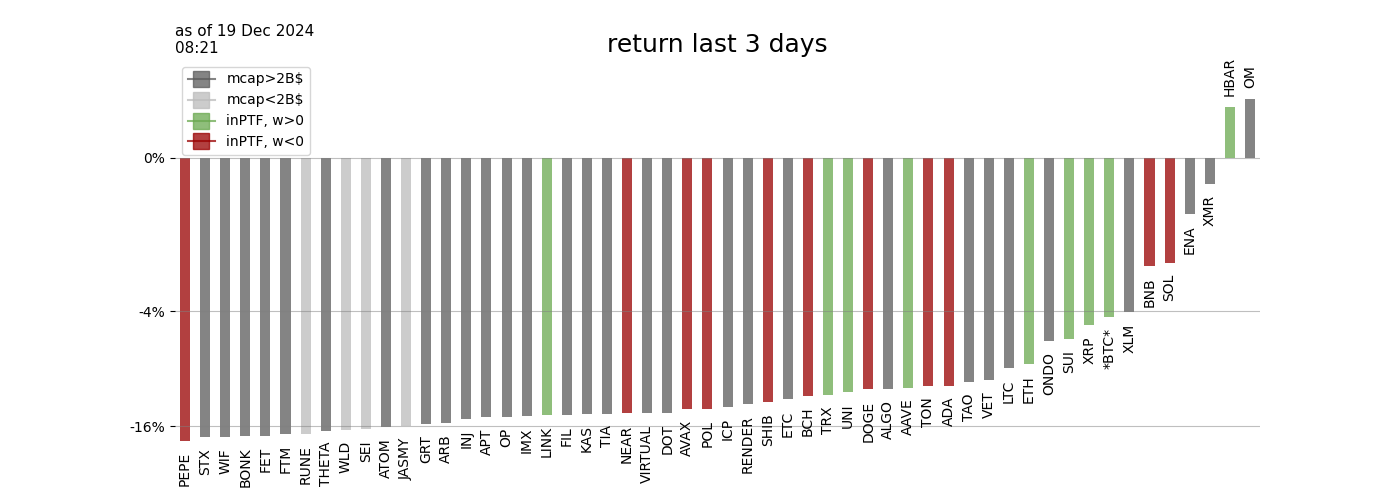 as of 19 Dec 2024
08:21
return last 3 days
mcap>2B$
mcap<2B$
inPTF, w>0
inPTF, w<0
0%
-4%
-16%
PEPE
STX
WIF
BONK
FET
FTM
RUNE
THETA
WLD
SEI
ATOM
JASMY
GRT
ARB
INJ
APT
OP
IMX
LINK
FIL
KAS
TIA
NEAR
VIRTUAL
DOT
AVAX
POL
ICP
RENDER
SHIB
ETC
BCH
TRX
UNI
DOGE
ALGO
AAVE
TON
ADA
TAO
VET
LTC
ETH
ONDO
SUI
XRP
*BTC*
XLM
BNB
SOL
ENA
XMR
HBAR
OM